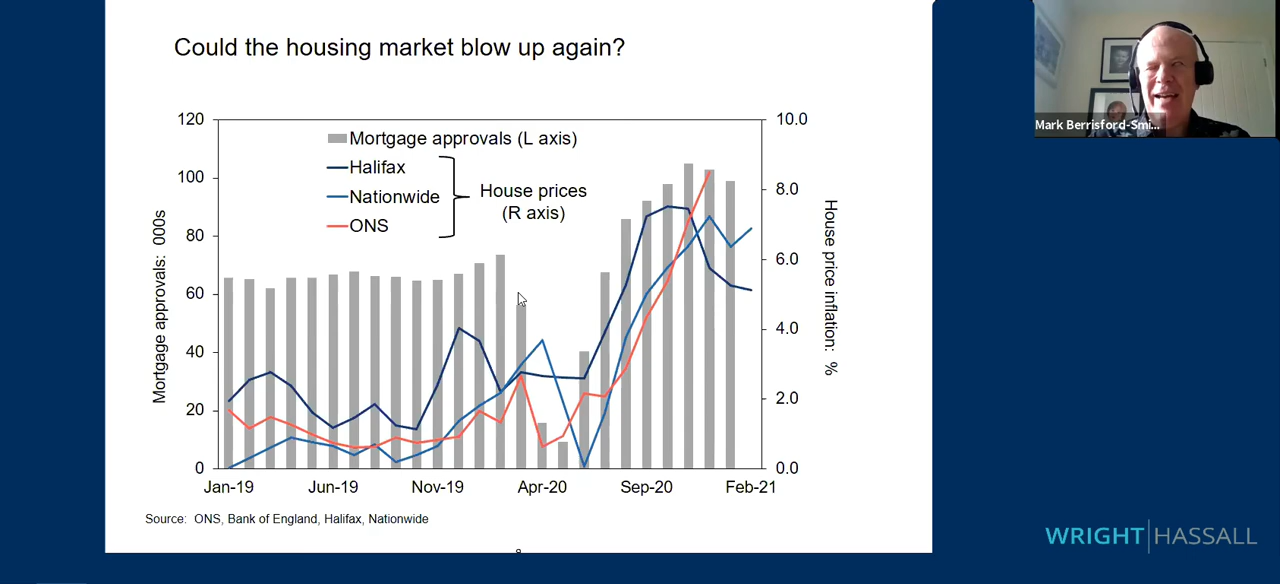 Could the housing market blow up again?
Mark Berrisford-Smi...
120
100
80
60
40
20
0
Mortgage approvals: 000s
Mortgage approvals (L axis)
Halifax
Nationwide
ONS
House prices
(R axis)
10.0
8.0
6.0
4.0
2.0
0.0
House price inflation: %
Jan-19 Jun-19 Nov-19 Apr-20 Sep-20 Feb-21
Source: ONS, Bank of England, Halifax, Nationwide
WRIGHT HASSALL